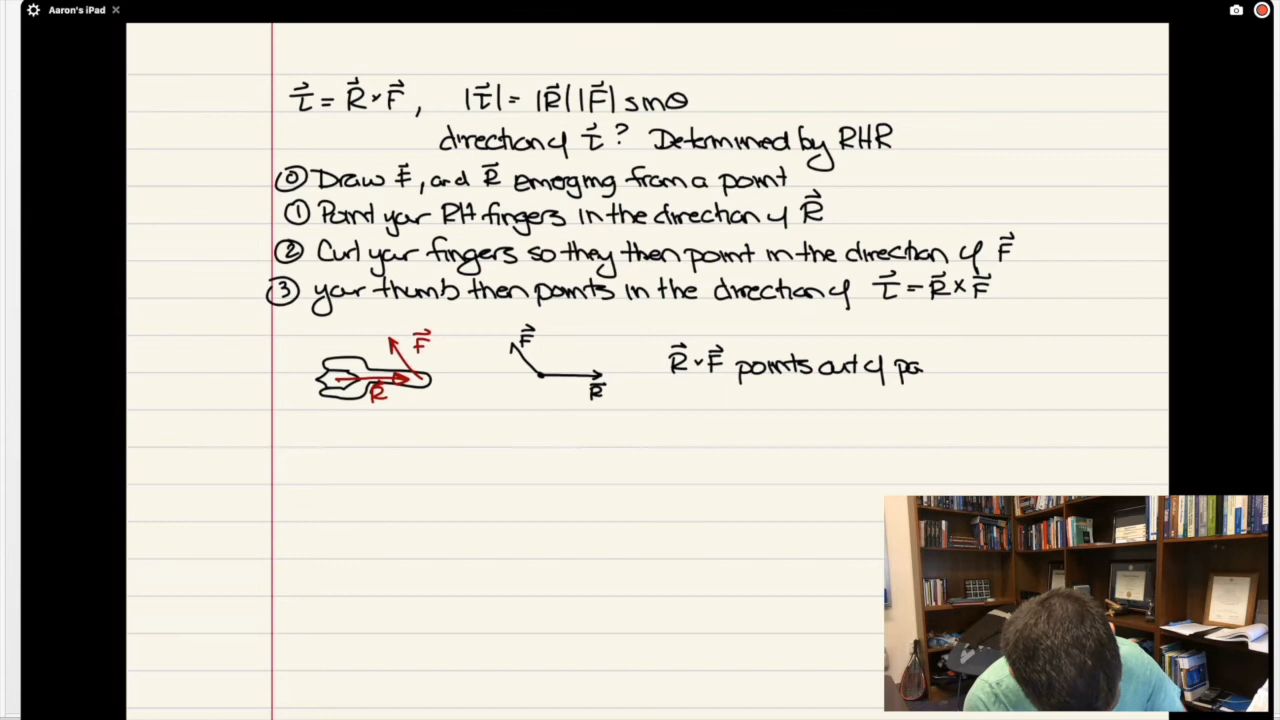 Aaron's iPad
τ⃗ = R⃗ × F⃗ , |τ⃗| = |R⃗||F⃗| sinθ
direction of τ⃗ ? Determined by RHR
⓪ Draw F⃗, and R⃗ emerging from a point
① Point your RH fingers in the direction of R⃗
② Curl your fingers so they then point in the direction of F⃗
③ your thumb then points in the direction of τ⃗ = R⃗ × F⃗
F⃗
R⃗
F⃗
R⃗
R⃗ × F⃗ points out of pa